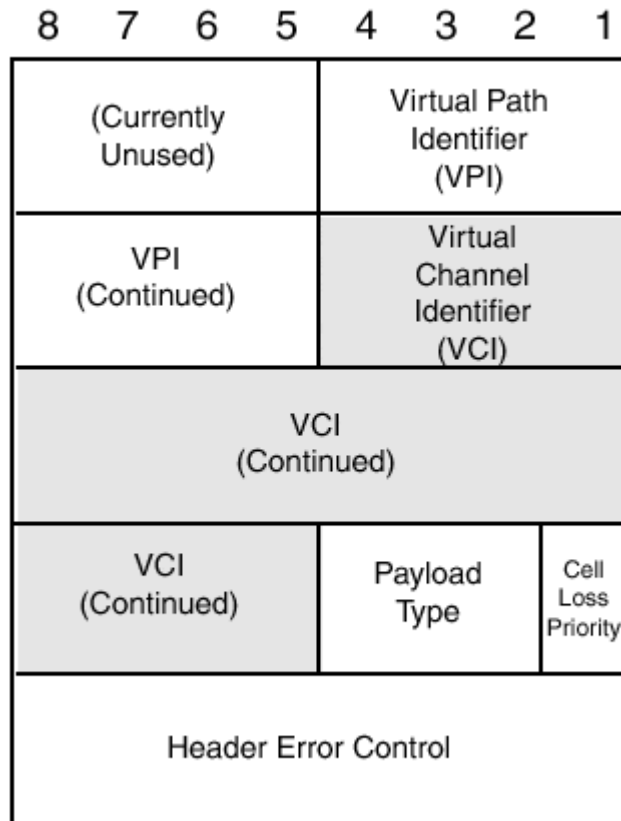 8 7 6 5 4 3 2 1
(Currently
Unused)
Virtual Path
Identifier
(VPI)
VPI
(Continued)
Virtual
Channel
Identifier
(VCI)
VCI
(Continued)
VCI
(Continued)
Payload
Type
Cell
Loss
Priority
Header Error Control